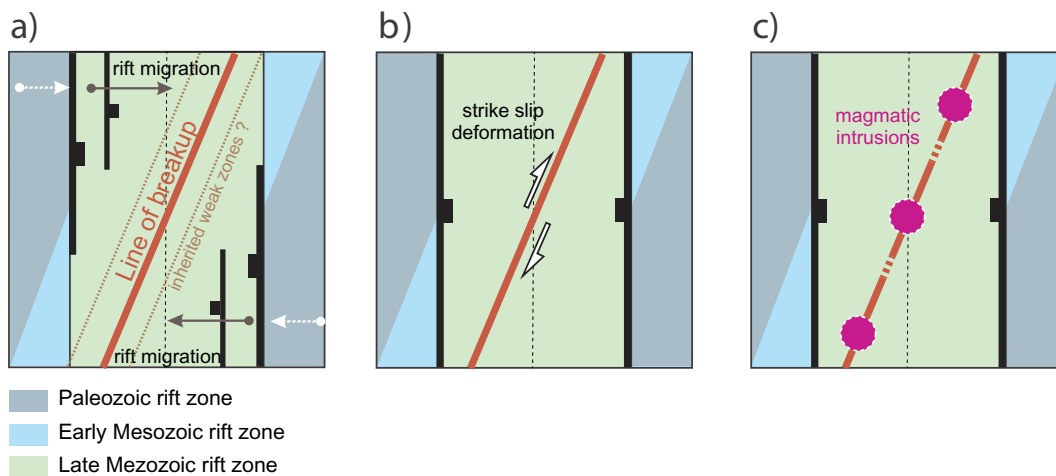 a)
rift migration
Line of breakup
inherited weak zones ?
rift migration
b)
strike slip
deformation
c)
magmatic
intrusions
Paleozoic rift zone
Early Mesozoic rift zone
Late Mezozoic rift zone